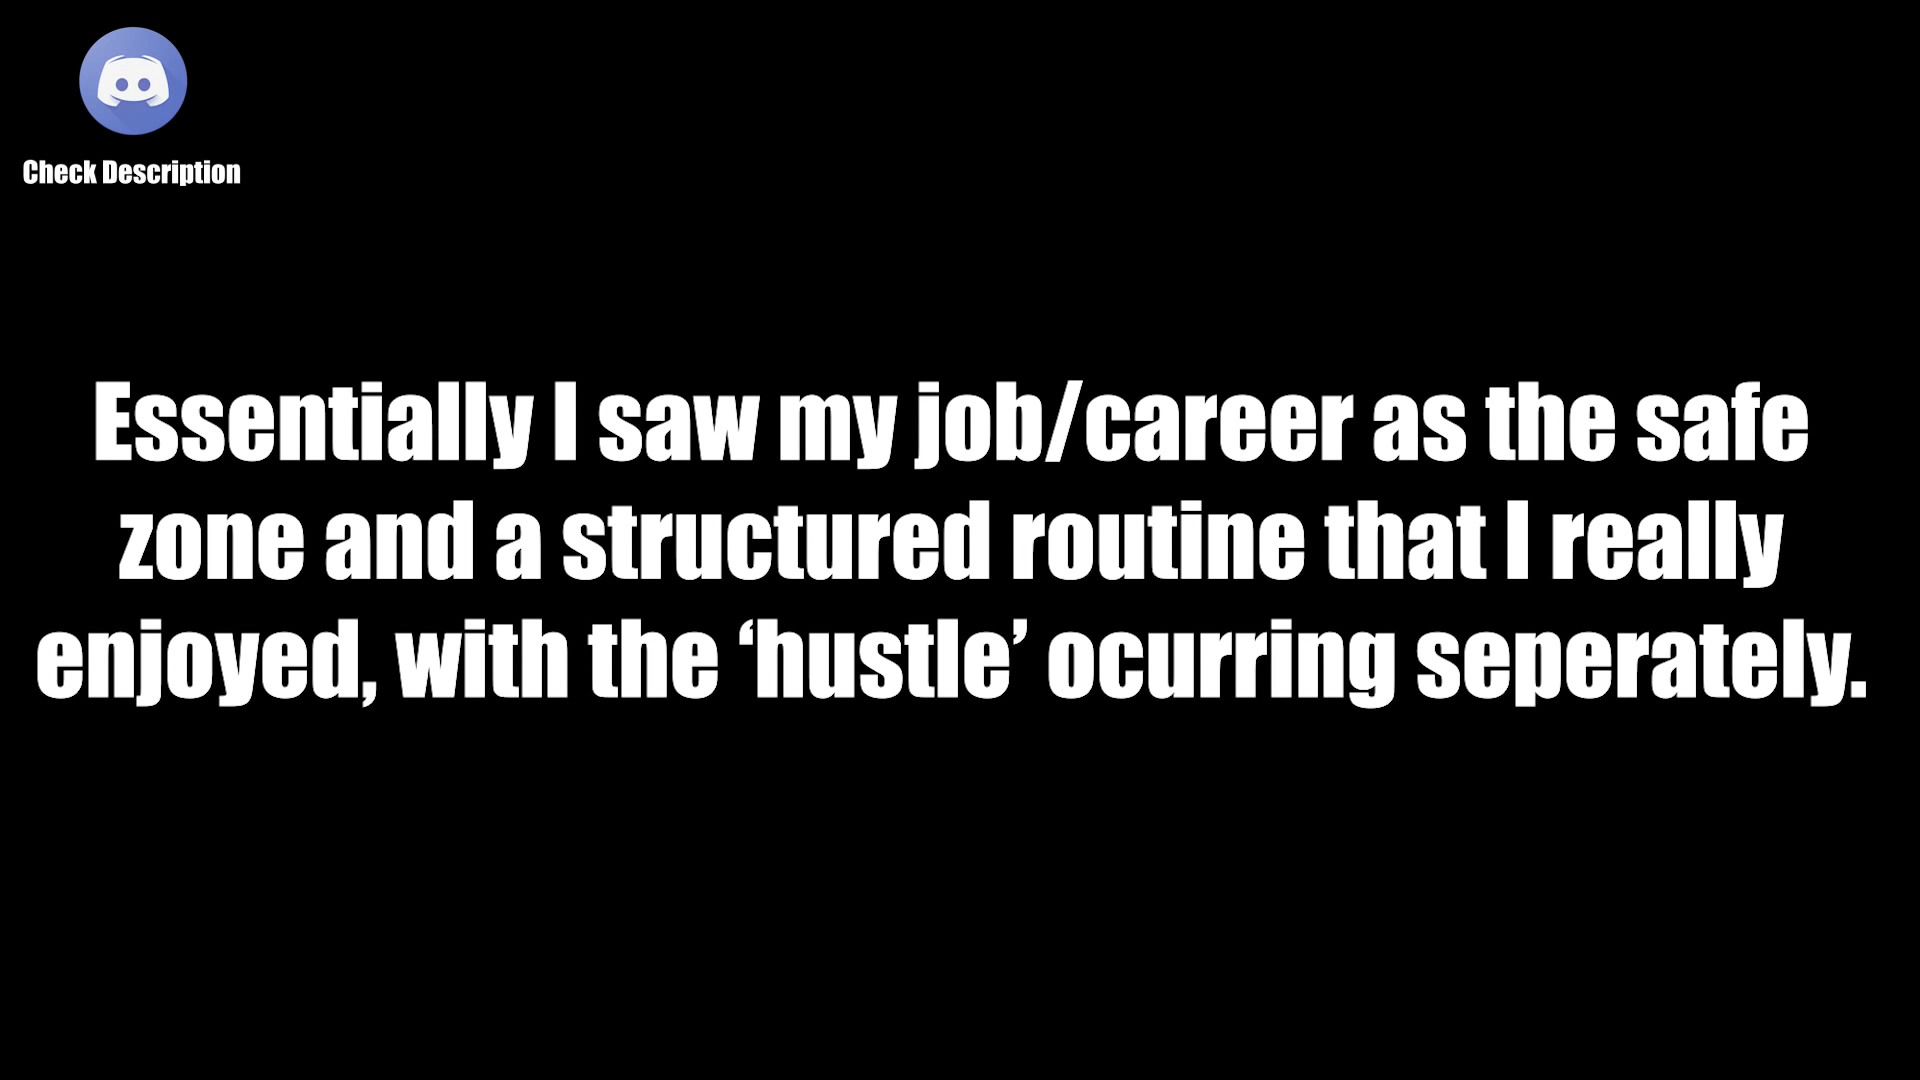 Check Description
Essentially I saw my job/career as the safe
zone and a structured routine that I really
enjoyed, with the ‘hustle’ ocurring seperately.